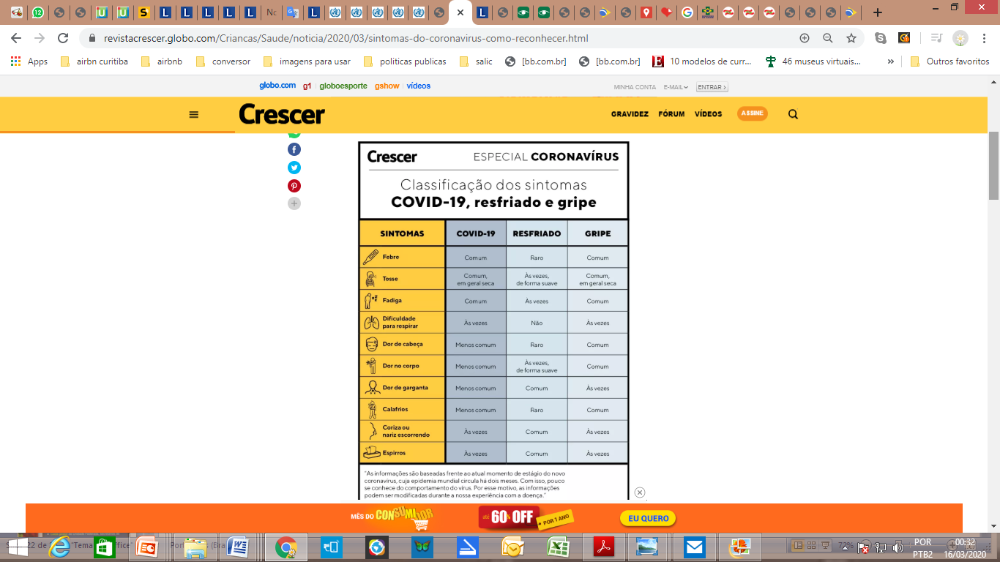 revistacrescer.globo.com/Criancas/Saude/noticia/2020/03/sintomas-do-coronavirus-como-reconhecer.html
Apps airbn curitiba airbnb conversor imagens para usar politicas publicas salic [bb.com.br] [bb.com.br] 10 modelos de curr... 46 museus virtuais... » Outros favoritos
globo.com g1 globoesporte gshow vídeos MINHA CONTA E-MAIL ENTRAR ›
Crescer GRAVIDEZ FÓRUM VÍDEOS ASSINE
Crescer ESPECIAL CORONAVÍRUS
Classificação dos sintomas
COVID-19, resfriado e gripe
SINTOMAS COVID-19 RESFRIADO GRIPE
Febre Comum Raro Comum
Tosse Comum, em geral seca Às vezes, de forma suave Comum, em geral seca
Fadiga Comum Às vezes Comum
Dificuldade para respirar Às vezes Não Às vezes
Dor de cabeça Menos comum Raro Comum
Dor no corpo Menos comum Às vezes, de forma suave Comum
Dor de garganta Menos comum Comum Às vezes
Calafrios Menos comum Raro Comum
Coriza ou nariz escorrendo Às vezes Comum Às vezes
Espirros Às vezes Comum Às vezes
"As informações são baseadas frente ao atual momento de estágio do novo
coronavírus, cuja epidemia mundial circula há dois meses. Com isso, pouco
se conhece do comportamento do vírus. Por esse motivo, as informações
podem ser modificadas durante a nossa experiência com a doença."
MÊS DO CONSUMIDOR até 60% OFF POR 1 ANO EU QUERO
72%
POR 00:32
PTB2 16/03/2020